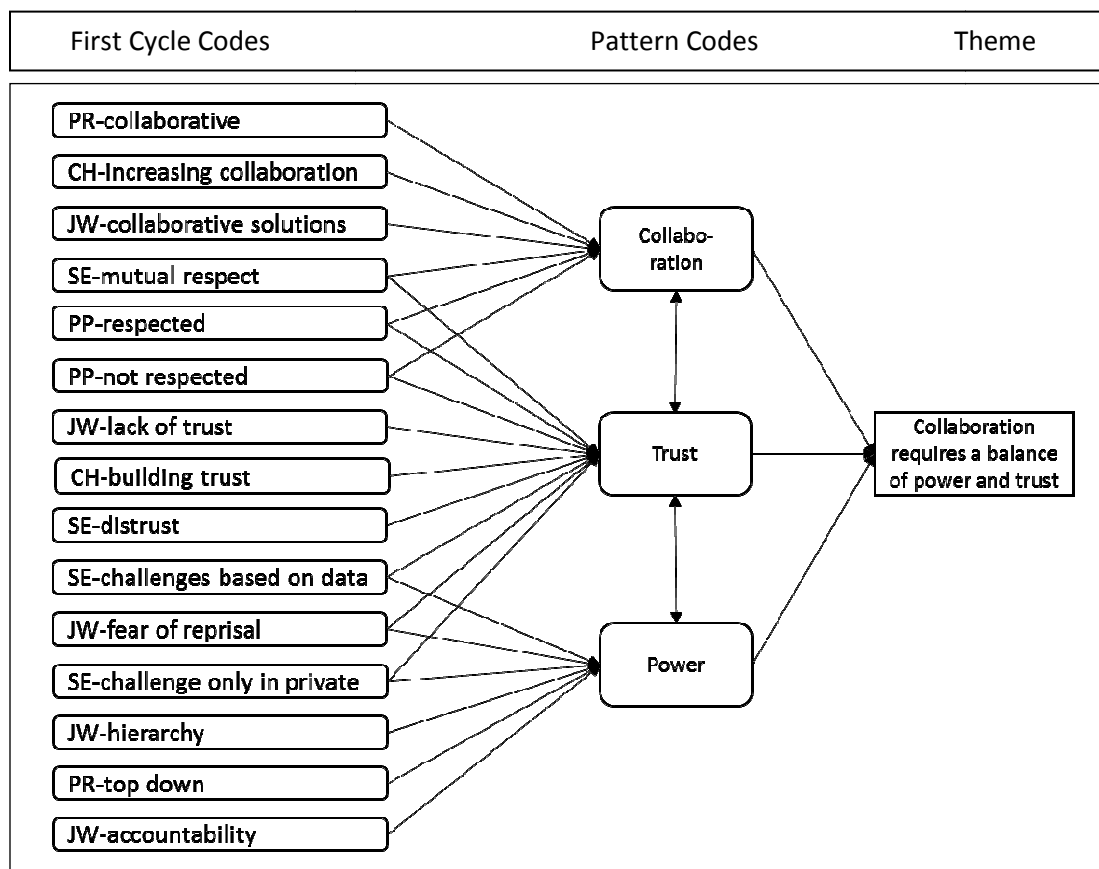 First Cycle Codes Pattern Codes Theme
PR-collaborative
CH-increasing collaboration
JW-collaborative solutions
SE-mutual respect
PP-respected
PP-not respected
JW-lack of trust
CH-building trust
SE-distrust
SE-challenges based on data
JW-fear of reprisal
SE-challenge only in private
JW-hierarchy
PR-top down
JW-accountability
Collabo-
ration
Trust
Power
Collaboration
requires a balance
of power and trust